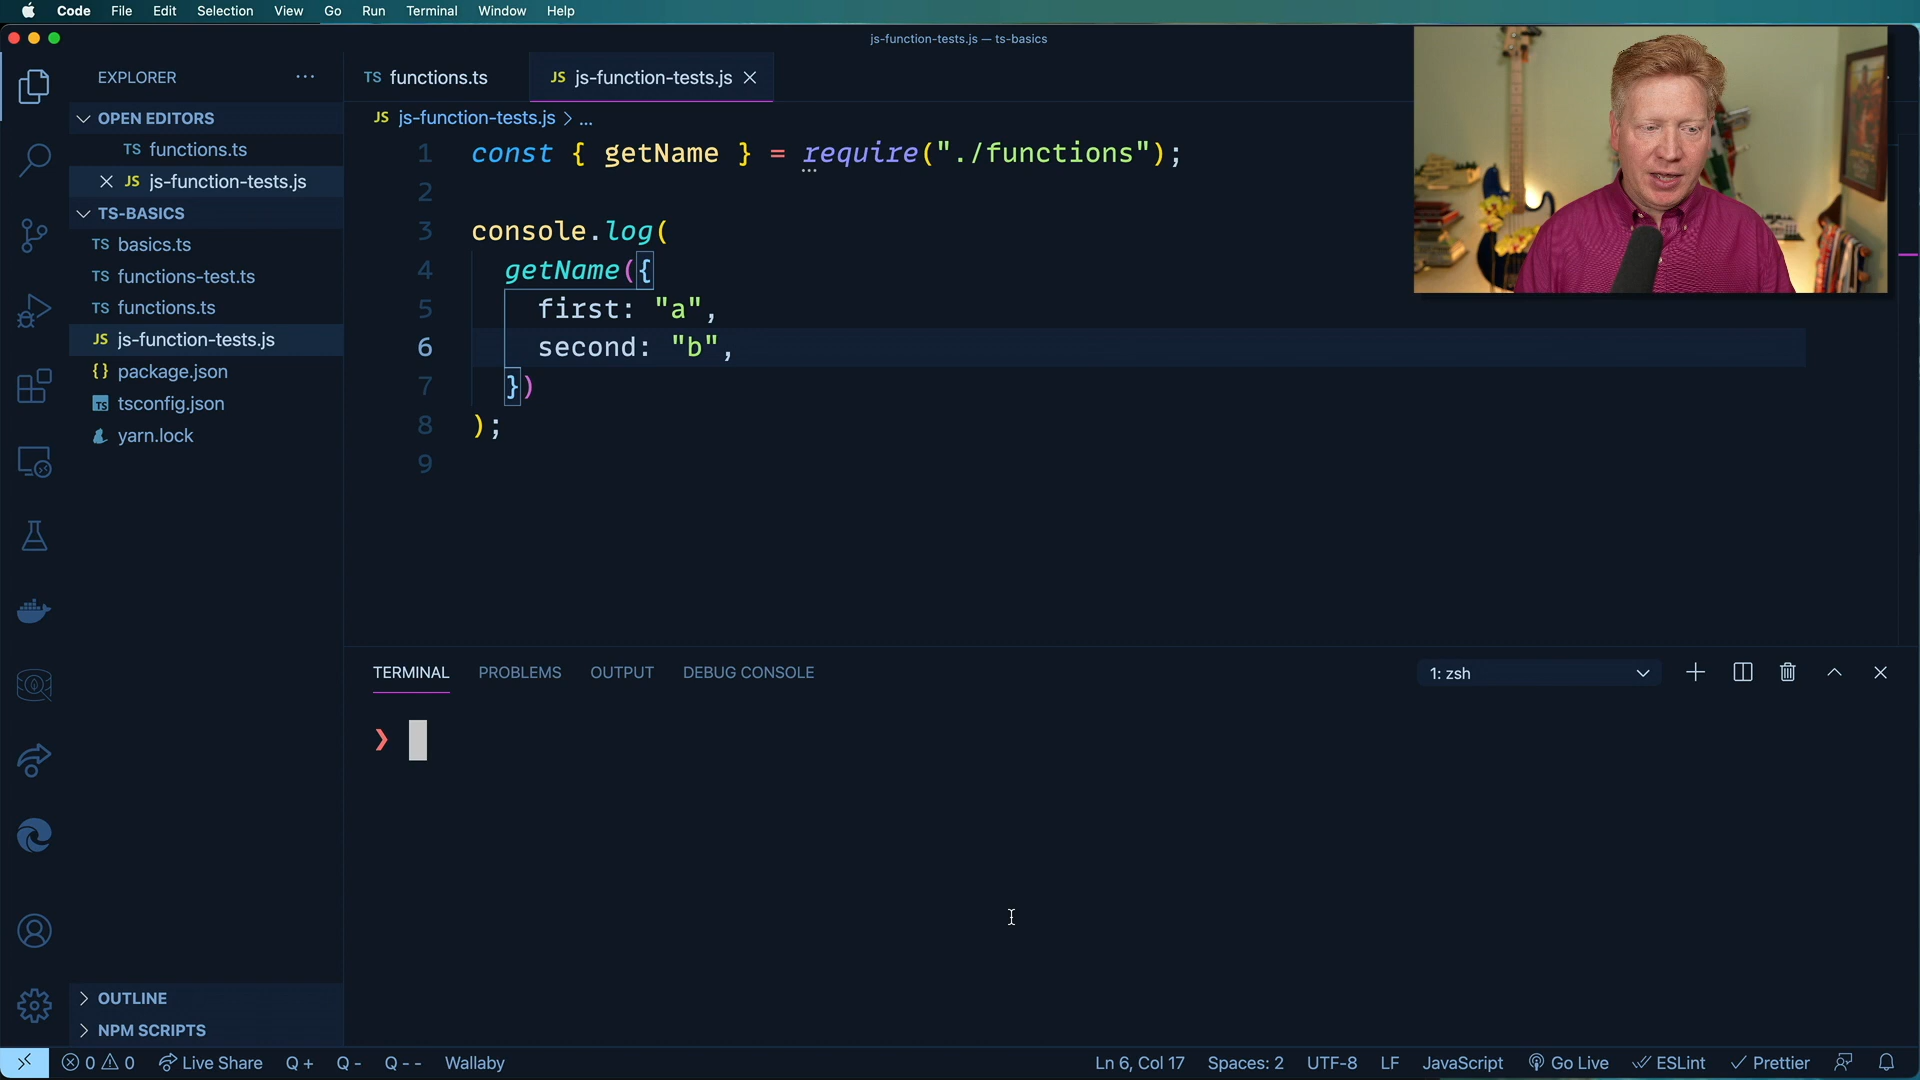 Code File Edit Selection View Go Run Terminal Window Help
js-function-tests.js — ts-basics
EXPLORER ...
OPEN EDITORS
TS functions.ts
JS js-function-tests.js
TS-BASICS
TS basics.ts
TS functions-test.ts
TS functions.ts
JS js-function-tests.js
{} package.json
TS tsconfig.json
yarn.lock
OUTLINE
NPM SCRIPTS
TS functions.ts JS js-function-tests.js
JS js-function-tests.js > ...
1 const { getName } = require("./functions");
2
3 console.log(
4 getName({
5 first: "a",
6 second: "b",
7 })
8 );
9
TERMINAL PROBLEMS OUTPUT DEBUG CONSOLE 1: zsh
❯
0 0 Live Share Q+ Q- Q-- Wallaby Ln 6, Col 17 Spaces: 2 UTF-8 LF JavaScript Go Live ESLint Prettier